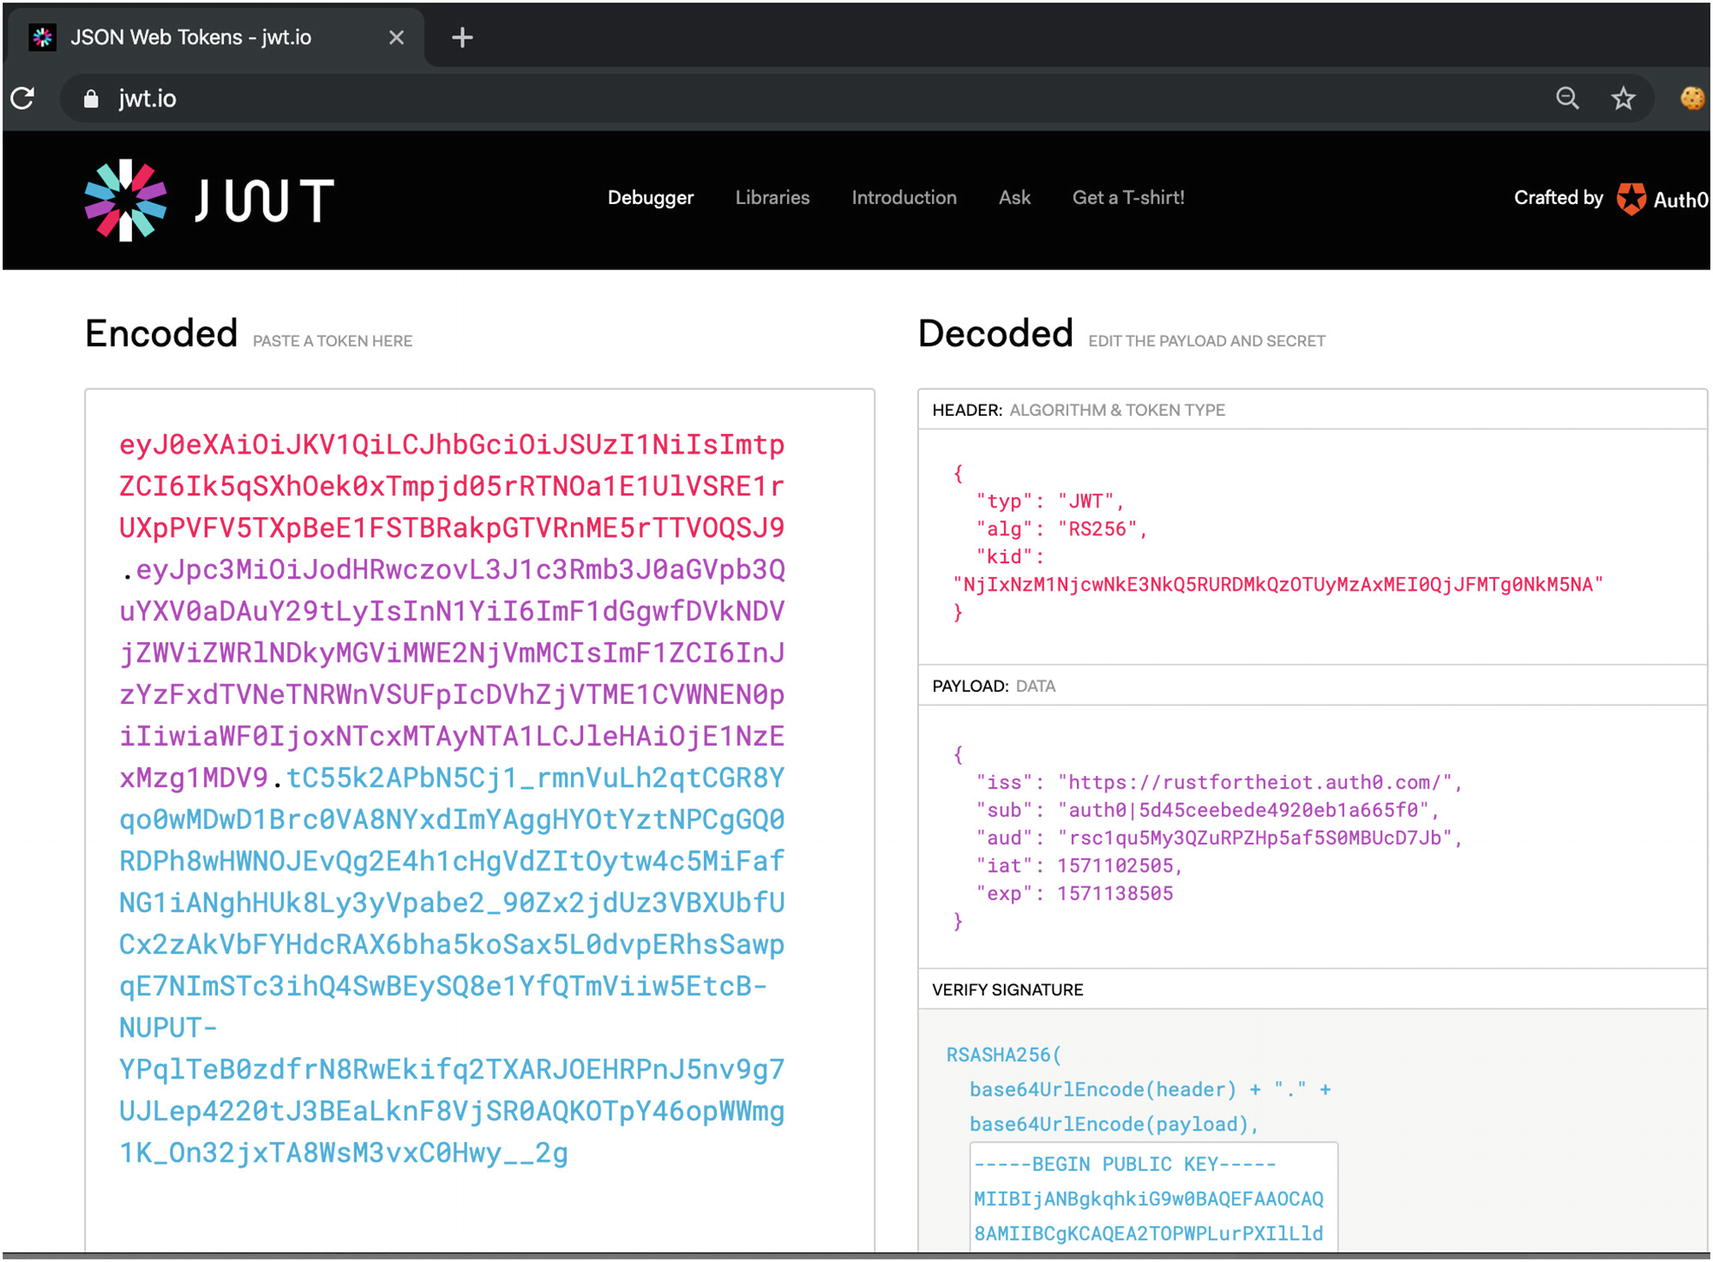 JSON Web Tokens - jwt.io
jwt.io
JWT
Debugger
Libraries
Introduction
Ask
Get a T-shirt!
Crafted by Auth0
Encoded PASTE A TOKEN HERE
eyJ0eXAiOiJKV1QiLCJhbGciOiJSUzI1NiIsImtp
ZCI6Ik5qSXhOek0xTmpjd05rRTNOa1E1UlVSRE1r
UXpPVFV5TXpBeE1FSTBRakpGTVRnME5rTTVOQSJ9
.eyJpc3MiOiJodHRwczovL3J1c3Rmb3J0aGVpb3Q
uYXV0aDAuY29tLyIsInN1YiI6ImF1dGgwfDVkNDV
jZWViZWRlNDkyMGViMWE2NjVmMCIsImF1ZCI6InJ
zYzFxdTVNeTNRWnVSUFpIcDVhZjVTME1CVWNEN0p
iIiwiaWF0IjoxNTcxMTAyNTA1LCJleHAiOjE1NzE
xMzg1MDV9.tC55k2APbN5Cj1_rmnVuLh2qtCGR8Y
qo0wMDwD1Brc0VA8NYxdImYAggHYOtYztNPCgGQ0
RDPh8wHWNOJEvQg2E4h1cHgVdZItOytw4c5MiFaf
NG1iANghHUk8Ly3yVpabe2_90Zx2jdUz3VBXUbfU
Cx2zAkVbFYHdcRAX6bha5koSax5L0dvpERhsSawp
qE7NImSTc3ihQ4SwBEySQ8e1YfQTmViiw5EtcB-
NUPUT-
YPqlTeB0zdfrN8RwEkifq2TXARJOEHRPnJ5nv9g7
UJLep4220tJ3BEaLknF8VjSR0AQKOTpY46opWWmg
1K_On32jxTA8WsM3vxC0Hwy__2g
Decoded EDIT THE PAYLOAD AND SECRET
HEADER: ALGORITHM & TOKEN TYPE
{
"typ": "JWT",
"alg": "RS256",
"kid":
"NjIxNzM1NjcwNkE3NkQ5RURDMkQzOTUyMzAxMEI0QjJFMTg0NkM5NA"
}
PAYLOAD: DATA
{
"iss": "https://rustfortheiot.auth0.com/",
"sub": "auth0|5d45ceebede4920eb1a665f0",
"aud": "rsc1qu5My3QZuRPZHp5af5S0MBUcD7Jb",
"iat": 1571102505,
"exp": 1571138505
}
VERIFY SIGNATURE
RSASHA256(
base64UrlEncode(header) + "." +
base64UrlEncode(payload),
-----BEGIN PUBLIC KEY-----
MIIBIjANBgkqhkiG9w0BAQEFAAOCAQ
8AMIIBCgKCAQEA2TOPWPLurPXIlLld